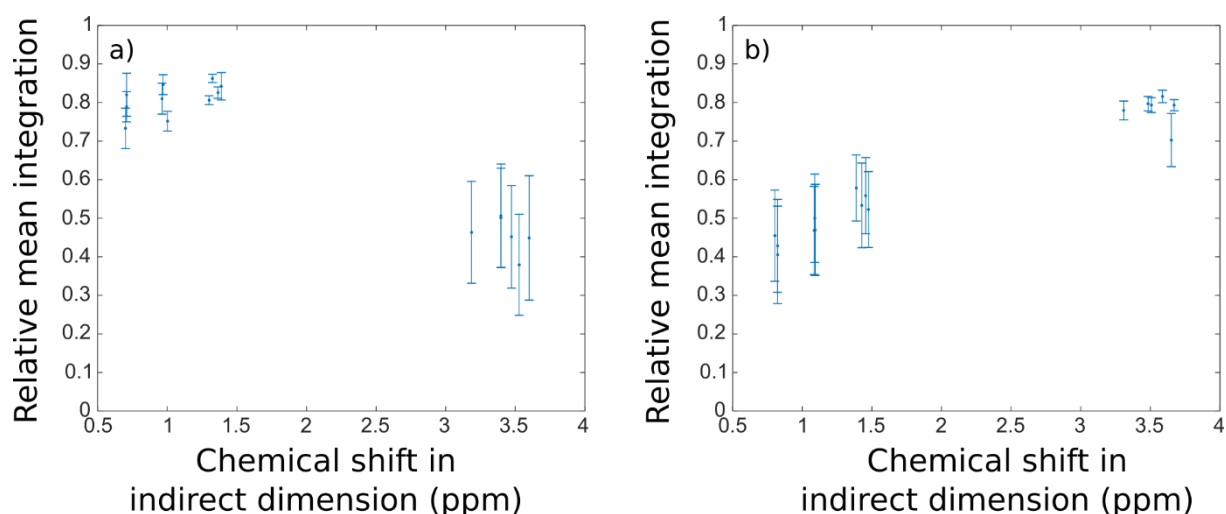 a)
Relative mean integration
1
0.9
0.8
0.7
0.6
0.5
0.4
0.3
0.2
0.1
0
0.5 1 1.5 2 2.5 3 3.5 4
Chemical shift in
indirect dimension (ppm)
b)
Relative mean integration
1
0.9
0.8
0.7
0.6
0.5
0.4
0.3
0.2
0.1
0
0.5 1 1.5 2 2.5 3 3.5 4
Chemical shift in
indirect dimension (ppm)